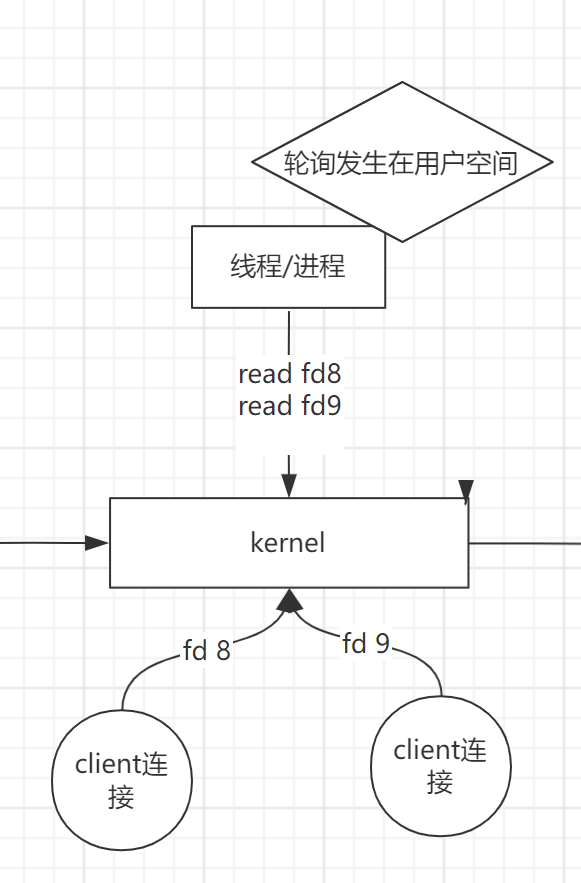 轮询发生在用户空间
线程/进程
read fd8
read fd9
kernel
fd 8
fd 9
client连
接
client连
接